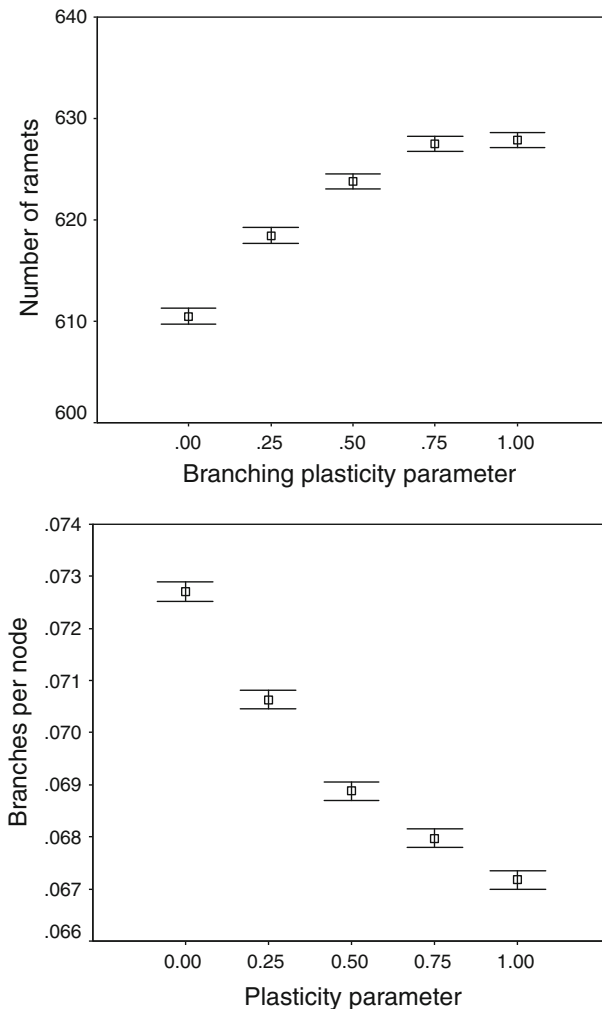 Number of ramets
640
630
620
610
600
.00 .25 .50 .75 1.00
Branching plasticity parameter
Branches per node
.074
.073
.072
.071
.070
.069
.068
.067
.066
0.00 0.25 0.50 0.75 1.00
Plasticity parameter